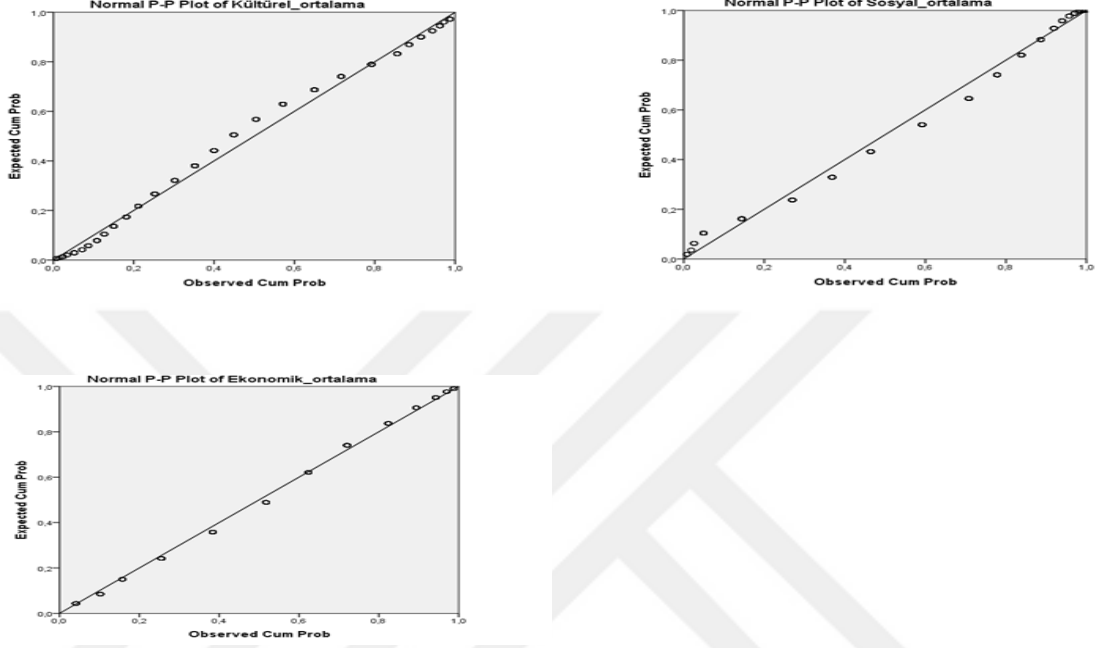 Normal P-P Plot of Kültürel_ortalama
1,0
0,8
0,6
0,4
0,2
0,0
Expected Cum Prob
0,0 0,2 0,4 0,6 0,8 1,0
Observed Cum Prob
Normal P-P Plot of Sosyal_ortalama
1,0
0,8
0,6
0,4
0,2
0,0
Expected Cum Prob
0,0 0,2 0,4 0,6 0,8 1,0
Observed Cum Prob
Normal P-P Plot of Ekonomik_ortalama
1,0
0,8
0,6
0,4
0,2
0,0
Expected Cum Prob
0,0 0,2 0,4 0,6 0,8 1,0
Observed Cum Prob